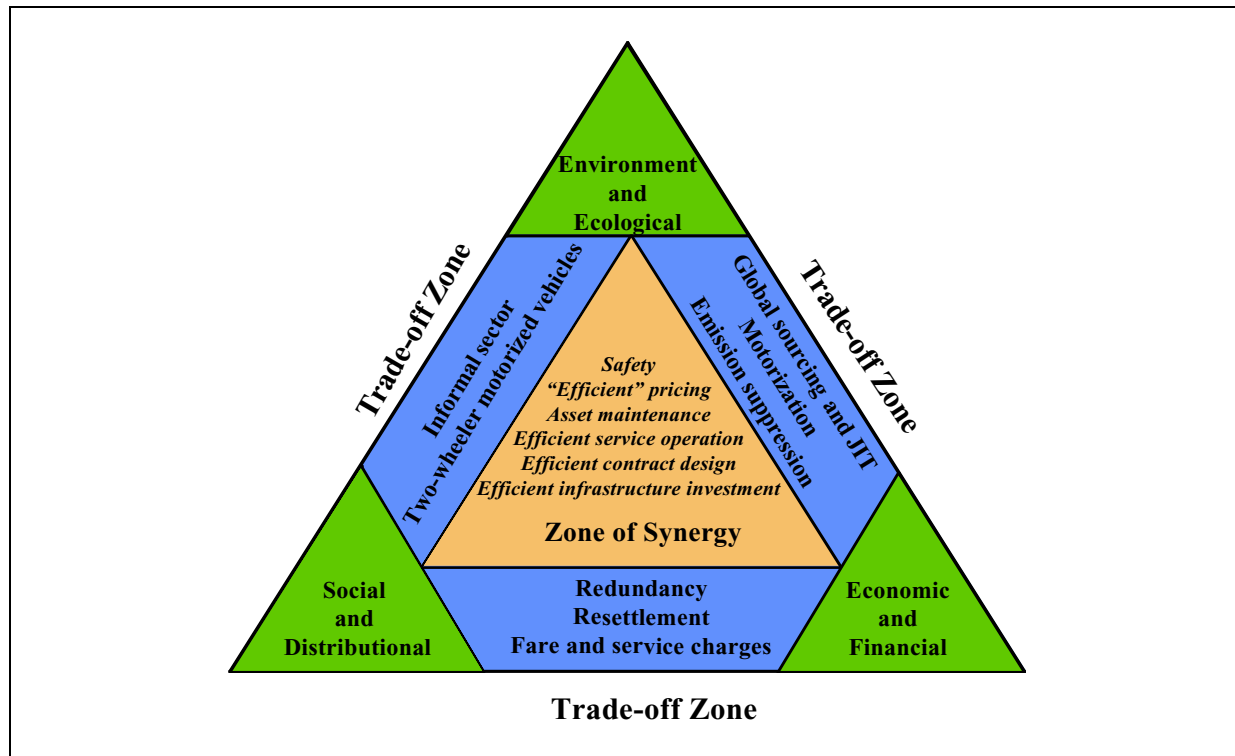 Environment
and
Ecological
Trade-off Zone
Informal sector
Two-wheeler motorized vehicles
Trade-off Zone
Global sourcing and JIT
Motorization
Emission suppression
Safety
“Efficient” pricing
Asset maintenance
Efficient service operation
Efficient contract design
Efficient infrastructure investment
Zone of Synergy
Social
and
Distributional
Redundancy
Resettlement
Fare and service charges
Economic
and
Financial
Trade-off Zone